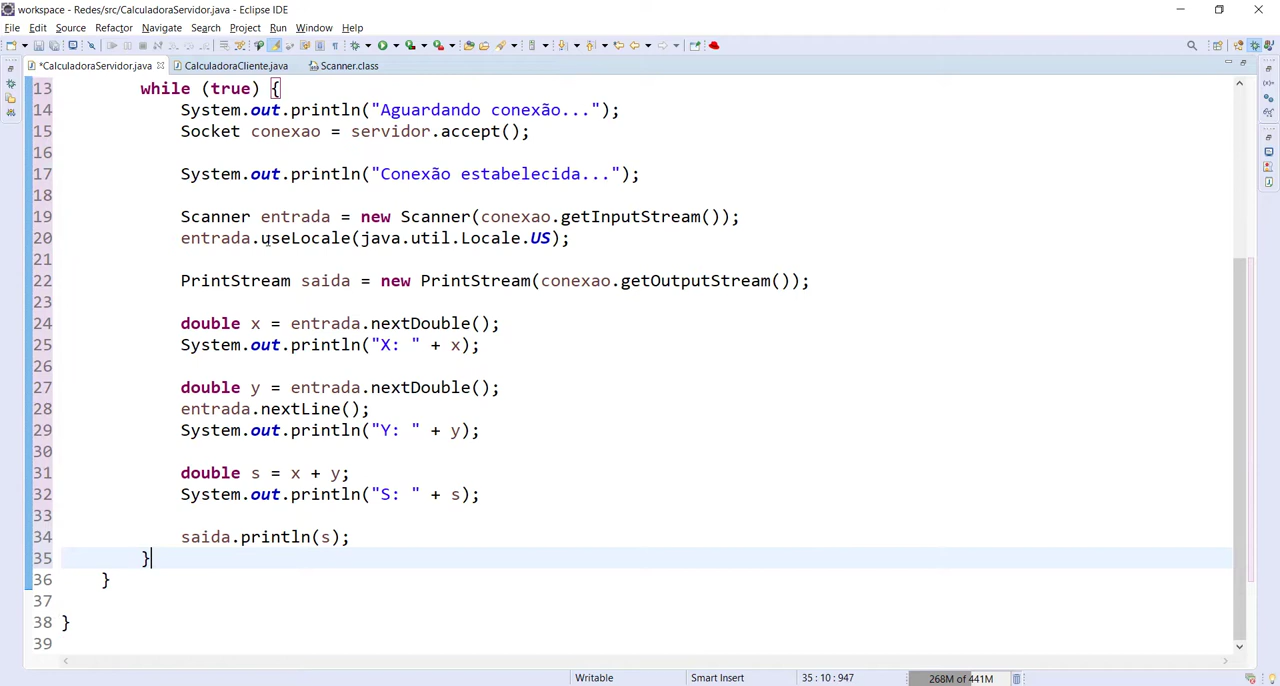 workspace - Redes/src/CalculadoraServidor.java - Eclipse IDE
File Edit Source Refactor Navigate Search Project Run Window Help
*CalculadoraServidor.java CalculadoraCliente.java Scanner.class
13 while (true) {
14 System.out.println("Aguardando conexão...");
15 Socket conexao = servidor.accept();
16
17 System.out.println("Conexão estabelecida...");
18
19 Scanner entrada = new Scanner(conexao.getInputStream());
20 entrada.useLocale(java.util.Locale.US);
21
22 PrintStream saida = new PrintStream(conexao.getOutputStream());
23
24 double x = entrada.nextDouble();
25 System.out.println("X: " + x);
26
27 double y = entrada.nextDouble();
28 entrada.nextLine();
29 System.out.println("Y: " + y);
30
31 double s = x + y;
32 System.out.println("S: " + s);
33
34 saida.println(s);
35 }
36 }
37
38 }
39
Writable Smart Insert 35 : 10 : 947 268M of 441M